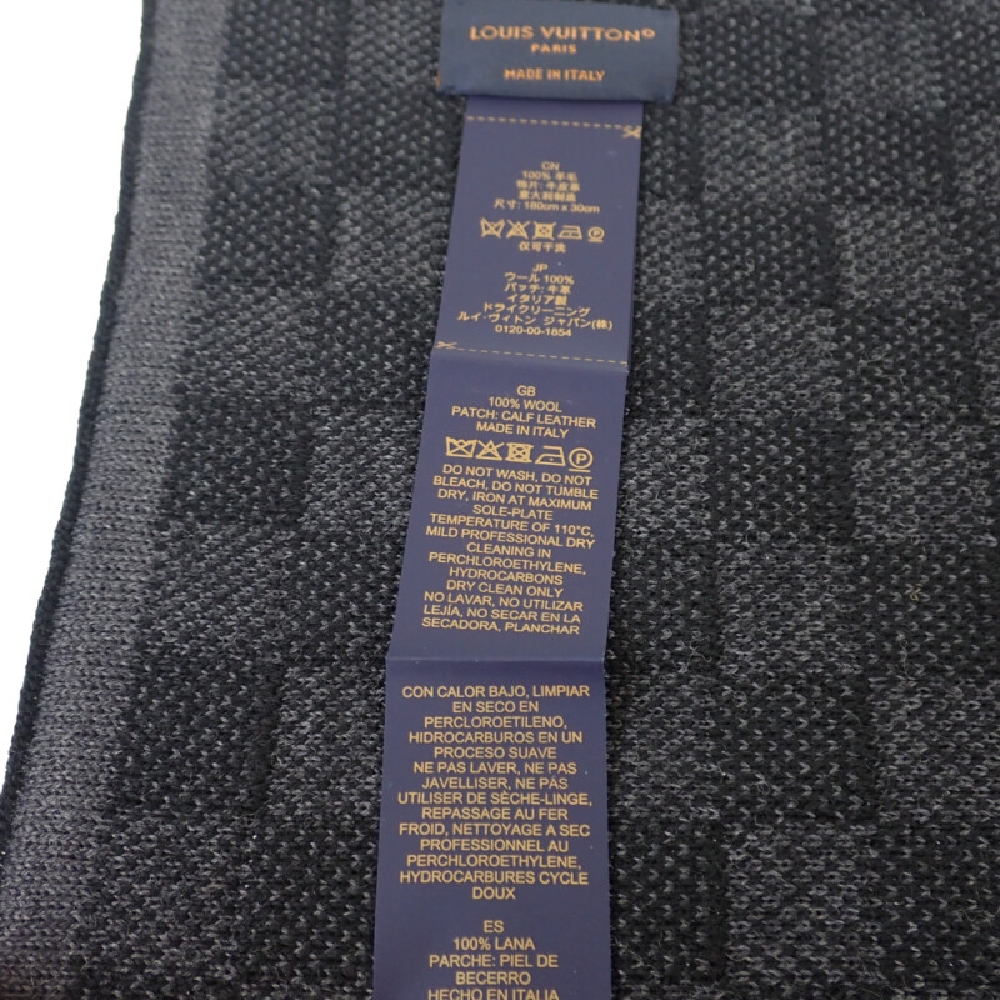 LOUIS VUITTON
PARIS
MADE IN ITALY
CN
100% 羊毛
鸭片: 牛皮革
意大利制造
尺寸: 180cm x 30cm
仅可干洗
JP
ウール 100%
パッチ: 牛革
イタリア製
ドライクリーニング
ルイ・ヴィトン ジャパン(株)
0120-00-1854
GB
100% WOOL
PATCH: CALF LEATHER
MADE IN ITALY
P
DO NOT WASH, DO NOT
BLEACH, DO NOT TUMBLE
DRY, IRON AT MAXIMUM
SOLE-PLATE
TEMPERATURE OF 110°C,
MILD PROFESSIONAL DRY
CLEANING IN
PERCHLOROETHYLENE,
HYDROCARBONS
DRY CLEAN ONLY
NO LAVAR, NO UTILIZAR
LEJÍA, NO SECAR EN LA
SECADORA, PLANCHAR
CON CALOR BAJO, LIMPIAR
EN SECO EN
PERCLOROETILENO,
HIDROCARBUROS EN UN
PROCESO SUAVE
NE PAS LAVER, NE PAS
JAVELLISER, NE PAS
UTILISER DE SÈCHE-LINGE,
REPASSAGE AU FER
FROID, NETTOYAGE A SEC
PROFESSIONNEL AU
PERCHLOROETHYLENE,
HYDROCARBURES CYCLE
DOUX
ES
100% LANA
PARCHE: PIEL DE
BECERRO
HECHO EN ITALIA